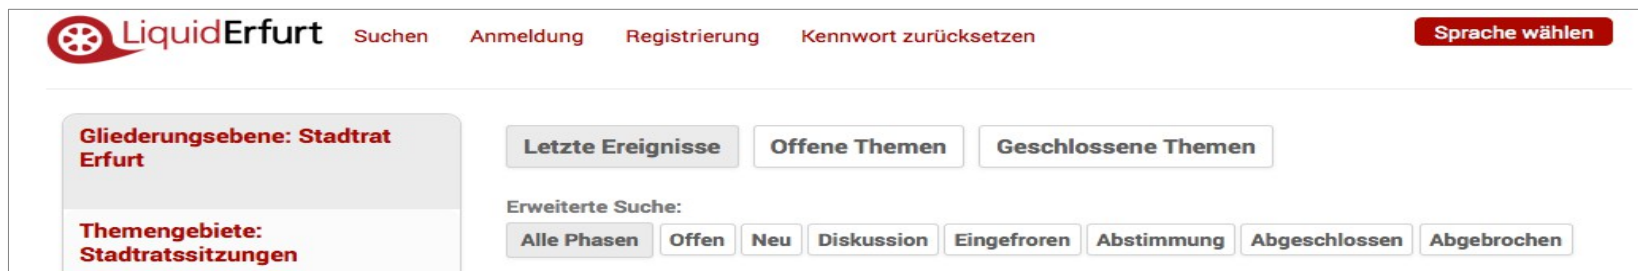 LiquidErfurt Suchen Anmeldung Registrierung Kennwort zurücksetzen Sprache wählen
Gliederungsebene: Stadtrat
Erfurt
Themengebiete:
Stadtratssitzungen
Letzte Ereignisse Offene Themen Geschlossene Themen
Erweiterte Suche:
Alle Phasen Offen Neu Diskussion Eingefroren Abstimmung Abgeschlossen Abgebrochen